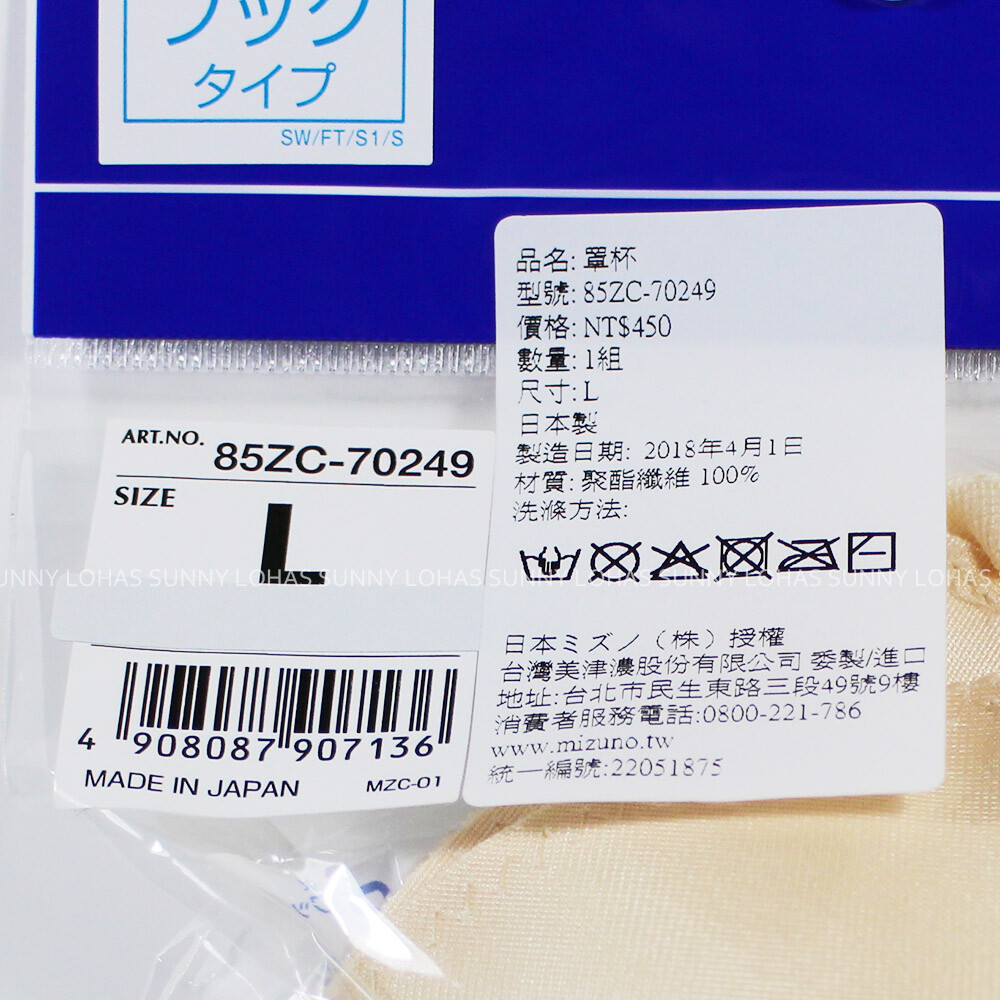 タイプ
SW/FT/S1/S
品名: 罩杯
型號: 85ZC-70249
價格: NT$450
數量: 1組
尺寸: L
日本製
製造日期: 2018年4月1日
材質: 聚酯纖維 100%
洗滌方法:
日本ミズノ（株）授權
台灣美津濃股份有限公司 委製/進口
地址:台北市民生東路三段49號9樓
消費者服務電話:0800-221-786
www.mizuno.tw
統一編號:22051875
ART.NO. 85ZC-70249
SIZE
L
4 908087 907136
MADE IN JAPAN MZC-01
SUNNY LOHAS SUNNY LOHAS SUNNY LOHAS SUNNY LOHAS SUNNY LOHAS